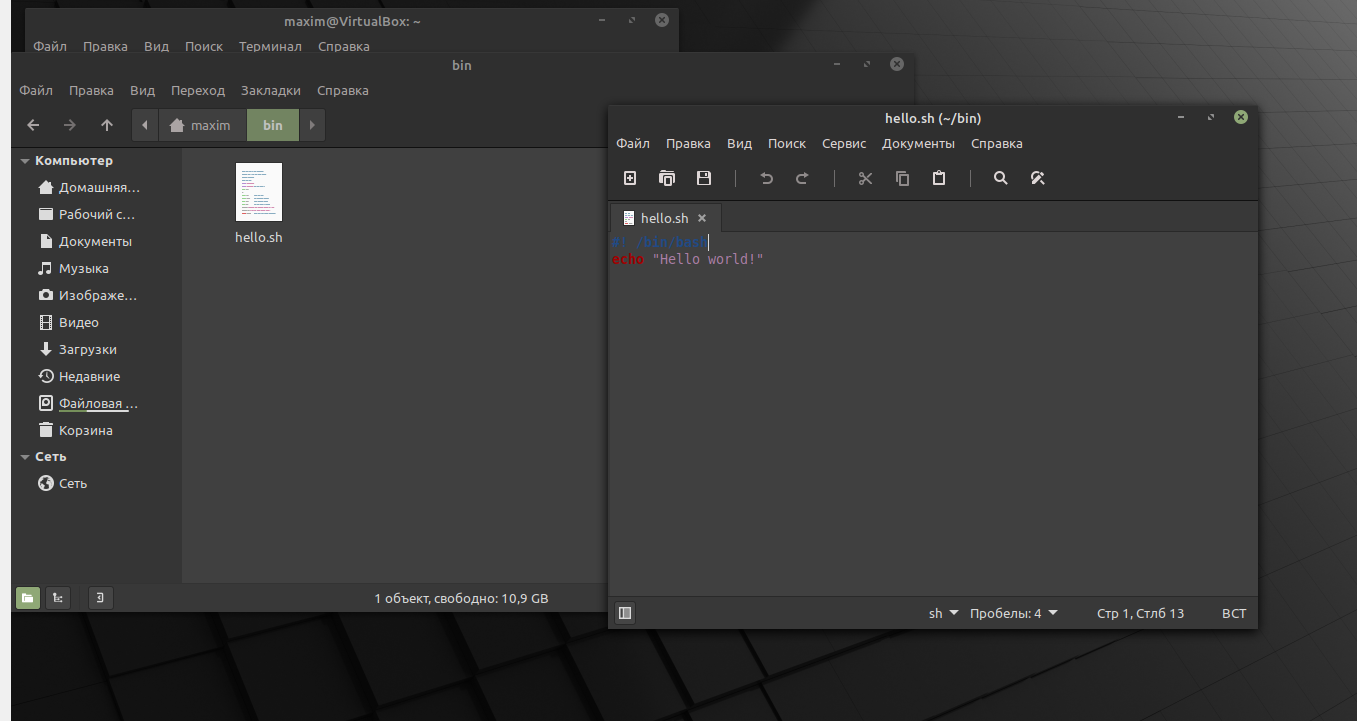 maxim@VirtualBox: ~
Файл Правка Вид Поиск Терминал Справка
bin
Файл Правка Вид Переход Закладки Справка
maxim bin
Компьютер
Домашняя...
Рабочий с...
Документы
Музыка
Изображе...
Видео
Загрузки
Недавние
Файловая ...
Корзина
Сеть
Сеть
hello.sh
1 объект, свободно: 10,9 GB
hello.sh (~/bin)
Файл Правка Вид Поиск Сервис Документы Справка
hello.sh
#! /bin/bash
echo "Hello world!"
sh Пробелы: 4 Стр 1, Стлб 13 ВСТ